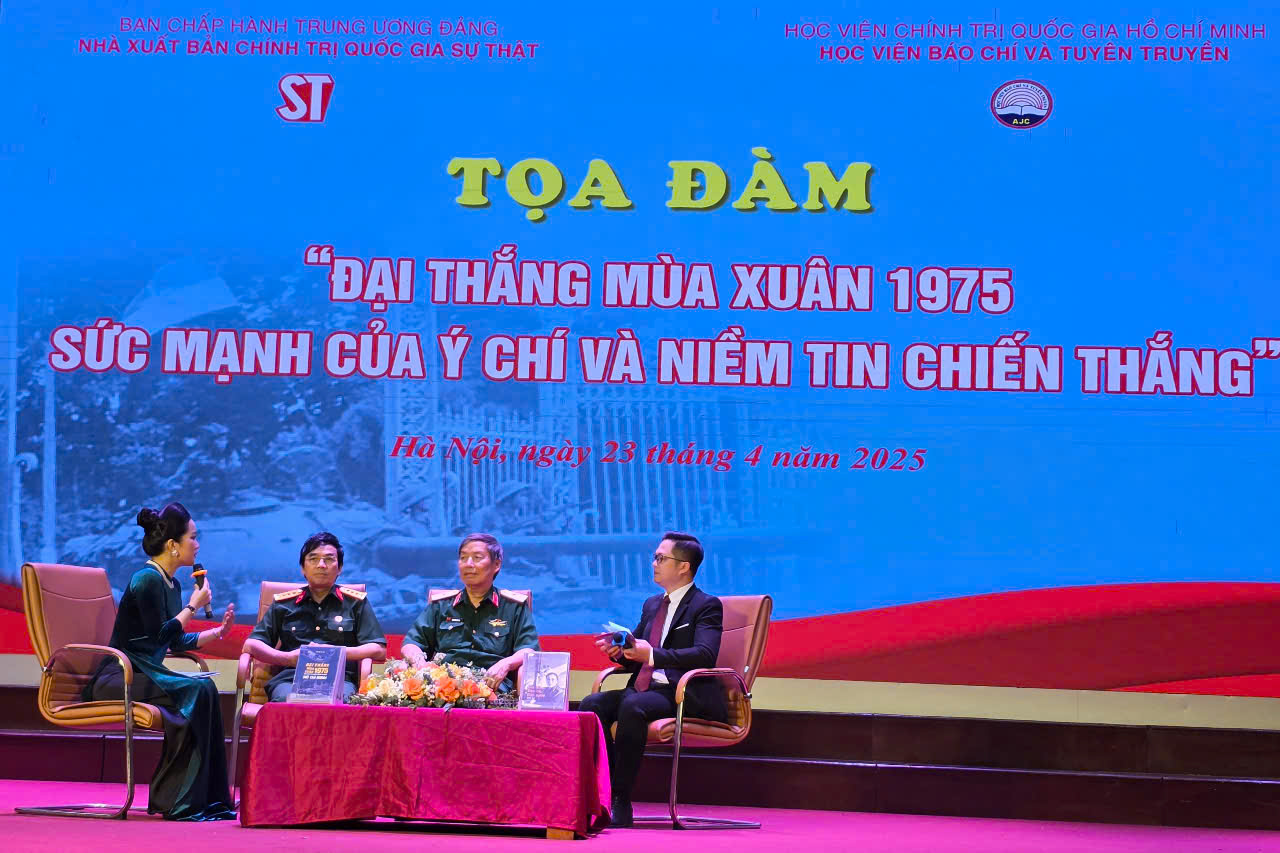 BAN CHẤP HÀNH TRUNG ƯƠNG ĐẢNG
NHÀ XUẤT BẢN CHÍNH TRỊ QUỐC GIA SỰ THẬT
ST
HỌC VIỆN CHÍNH TRỊ QUỐC GIA HỒ CHÍ MINH
HỌC VIỆN BÁO CHÍ VÀ TUYÊN TRUYỀN
AJC
TỌA ĐÀM
“ĐẠI THẮNG MÙA XUÂN 1975
SỨC MẠNH CỦA Ý CHÍ VÀ NIỀM TIN CHIẾN THẮNG”
Hà Nội, ngày 23 tháng 4 năm 2025
ĐẠI THẮNG
1975